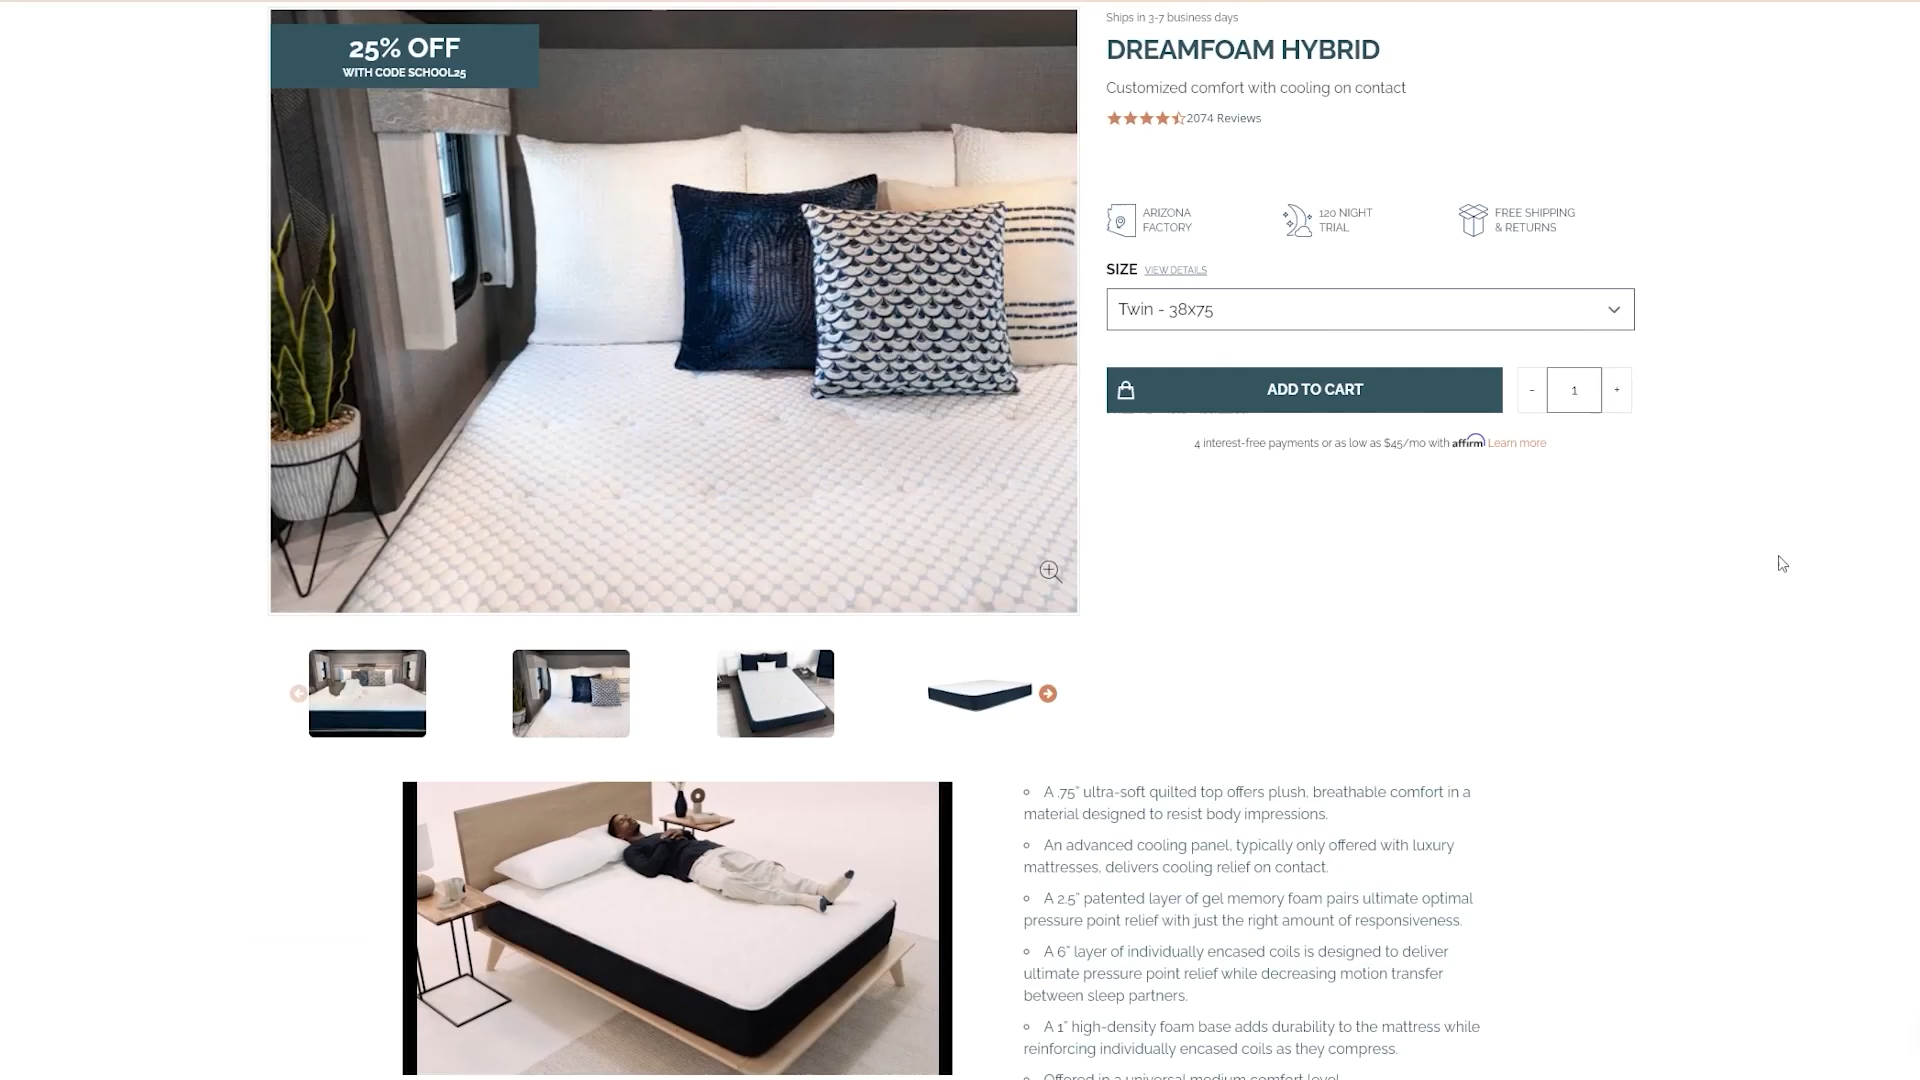 25% OFF
WITH CODE SCHOOL25
Ships in 3-7 business days
DREAMFOAM HYBRID
Customized comfort with cooling on contact
2074 Reviews
ARIZONA
FACTORY
120 NIGHT
TRIAL
FREE SHIPPING
& RETURNS
SIZE VIEW DETAILS
Twin - 38x75
ADD TO CART
- 1 +
4 interest-free payments or as low as $45/mo with affirm Learn more
A .75” ultra-soft quilted top offers plush, breathable comfort in a
material designed to resist body impressions.
An advanced cooling panel, typically only offered with luxury
mattresses, delivers cooling relief on contact.
A 2.5” patented layer of gel memory foam pairs ultimate optimal
pressure point relief with just the right amount of responsiveness.
A 6” layer of individually encased coils is designed to deliver
ultimate pressure point relief while decreasing motion transfer
between sleep partners.
A 1” high-density foam base adds durability to the mattress while
reinforcing individually encased coils as they compress.
Offered in a universal medium comfort level